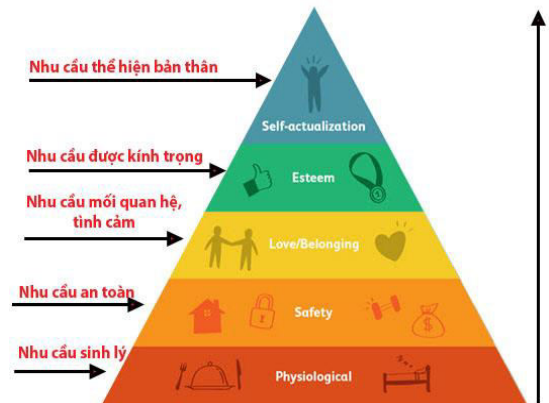 Nhu cầu thể hiện bản thân
Self-actualization
Nhu cầu được kính trọng
Esteem
Nhu cầu mối quan hệ,
tình cảm
Love/Belonging
Nhu cầu an toàn
Safety
$
Nhu cầu sinh lý
Physiological